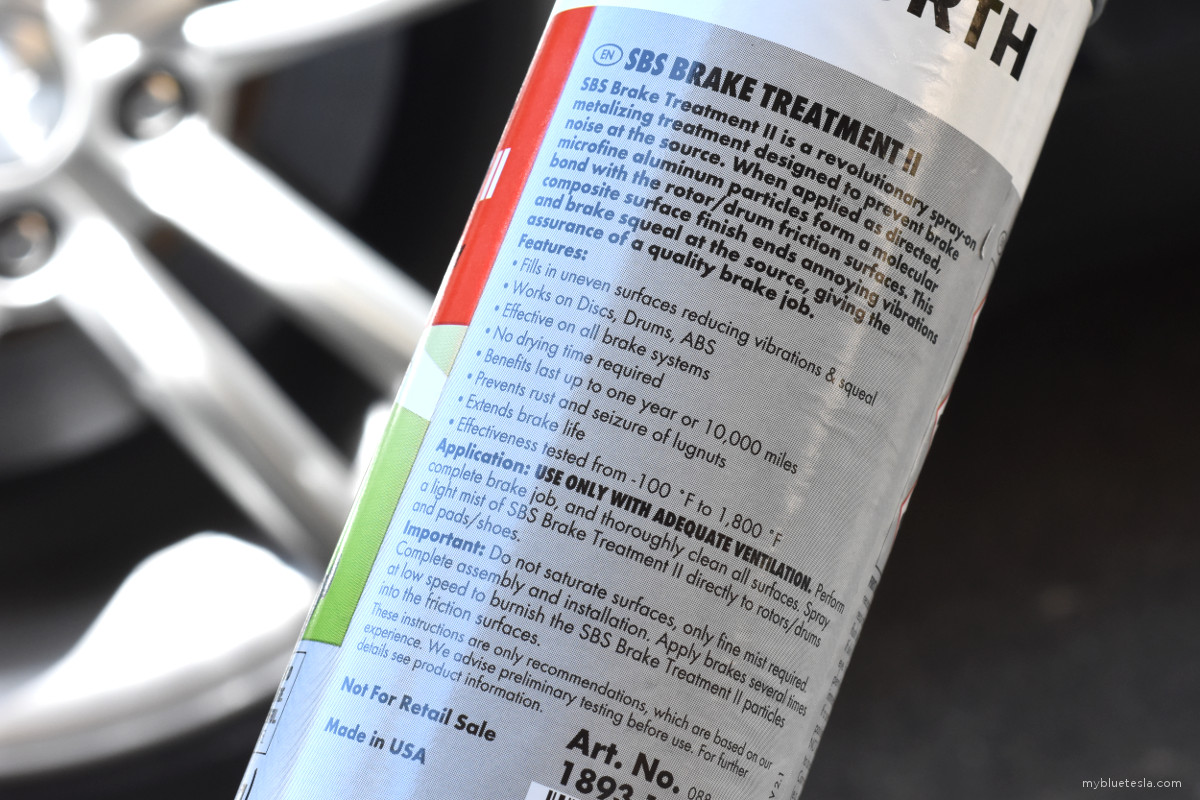 EN SBS BRAKE TREATMENT II
SBS Brake Treatment II is a revolutionary spray-on
metalizing treatment designed to prevent brake
noise at the source. When applied as directed,
microfine aluminum particles form a molecular
bond with the rotor/drum friction surfaces. This
composite surface finish ends annoying vibrations
and brake squeal at the source, giving the
assurance of a quality brake job.
Features:
• Fills in uneven surfaces reducing vibrations & squeal
• Works on Discs, Drums, ABS
• Effective on all brake systems
• No drying time required
• Benefits last up to one year or 10,000 miles
• Prevents rust and seizure of lugnuts
• Extends brake life
• Effectiveness tested from -100 °F to 1,800 °F
Application: USE ONLY WITH ADEQUATE VENTILATION. Perform
complete brake job, and thoroughly clean all surfaces. Spray
a light mist of SBS Brake Treatment II directly to rotors/drums
and pads/shoes.
Important: Do not saturate surfaces, only fine mist required.
Complete assembly and installation. Apply brakes several times
at low speed to burnish the SBS Brake Treatment II particles
into the friction surfaces.
These instructions are only recommendations, which are based on our
experience. We advise preliminary testing before use. For further
details see product information.
Not For Retail Sale
Made in USA
Art. No.
1893
088
V 2.1
mybluetesla.com